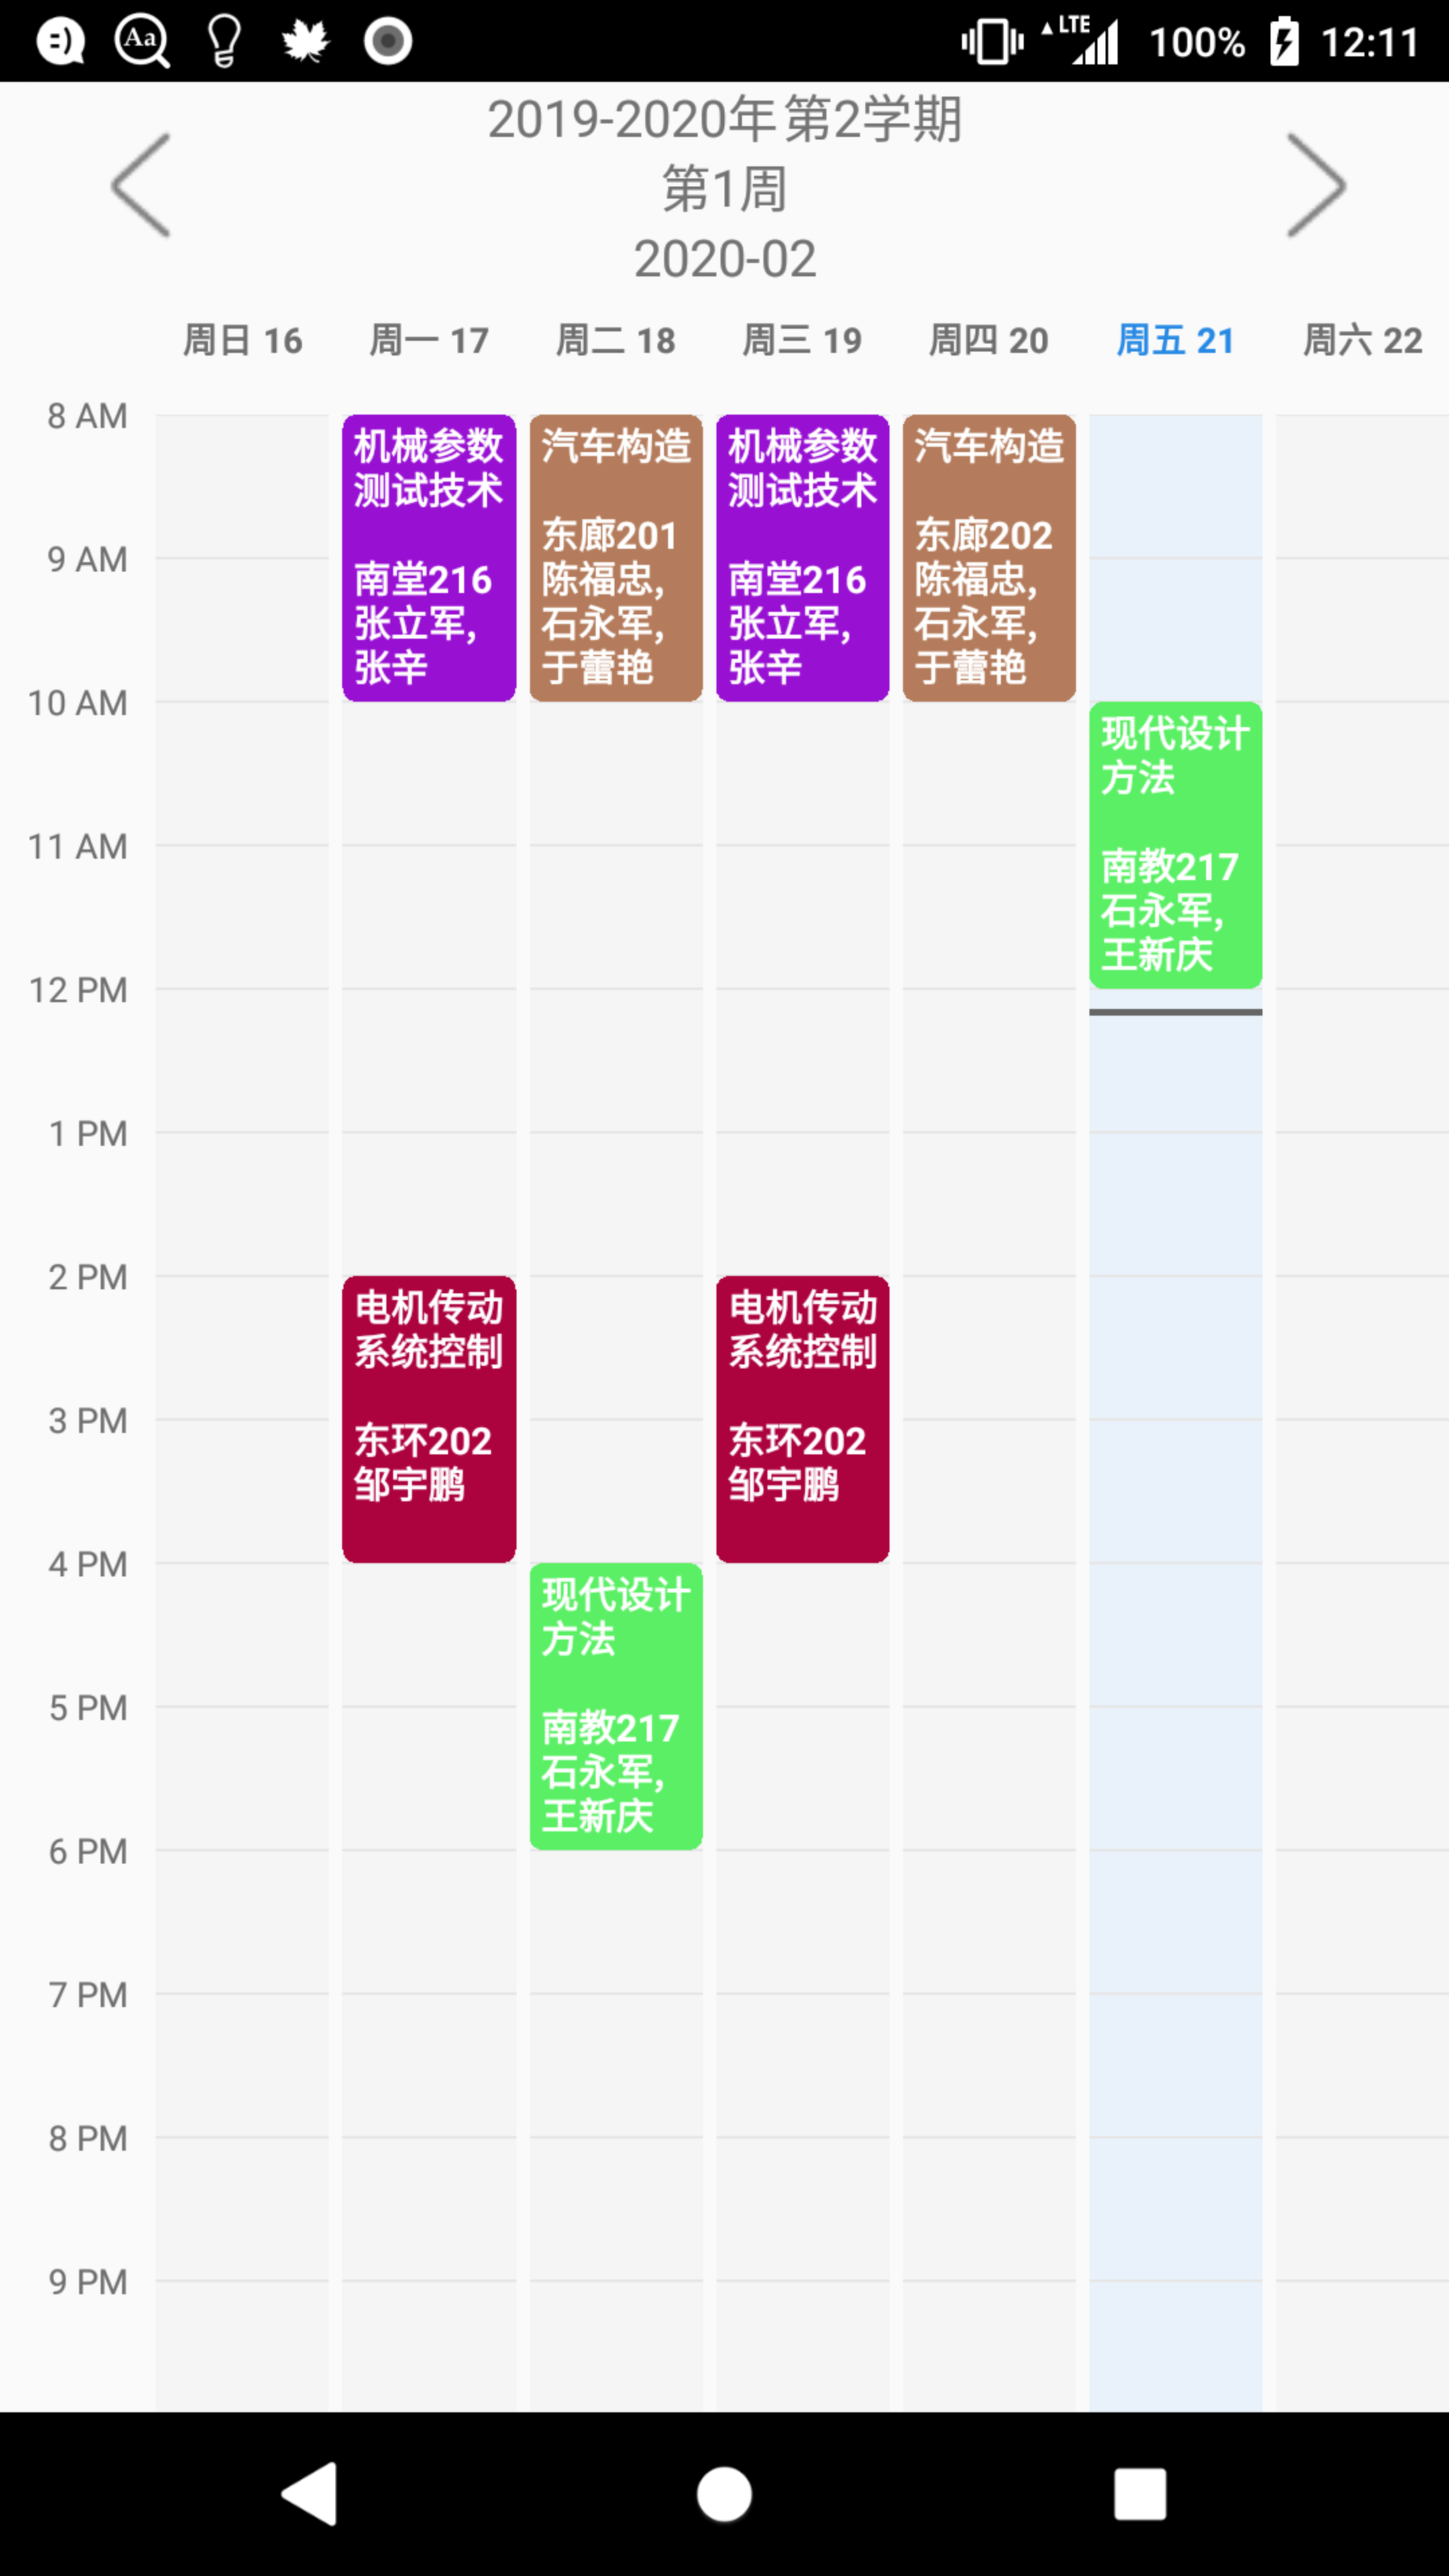 Aa
LTE
100%
12:11
2019-2020年第2学期
第1周
2020-02
周日 16
周一 17
周二 18
周三 19
周四 20
周五 21
周六 22
8 AM
9 AM
10 AM
11 AM
12 PM
1 PM
2 PM
3 PM
4 PM
5 PM
6 PM
7 PM
8 PM
9 PM
机械参数
测试技术
南堂216
张立军,
张辛
电机传动
系统控制
东环202
邹宇鹏
汽车构造
东廊201
陈福忠,
石永军,
于蕾艳
现代设计
方法
南教217
石永军,
王新庆
机械参数
测试技术
南堂216
张立军,
张辛
电机传动
系统控制
东环202
邹宇鹏
汽车构造
东廊202
陈福忠,
石永军,
于蕾艳
现代设计
方法
南教217
石永军,
王新庆